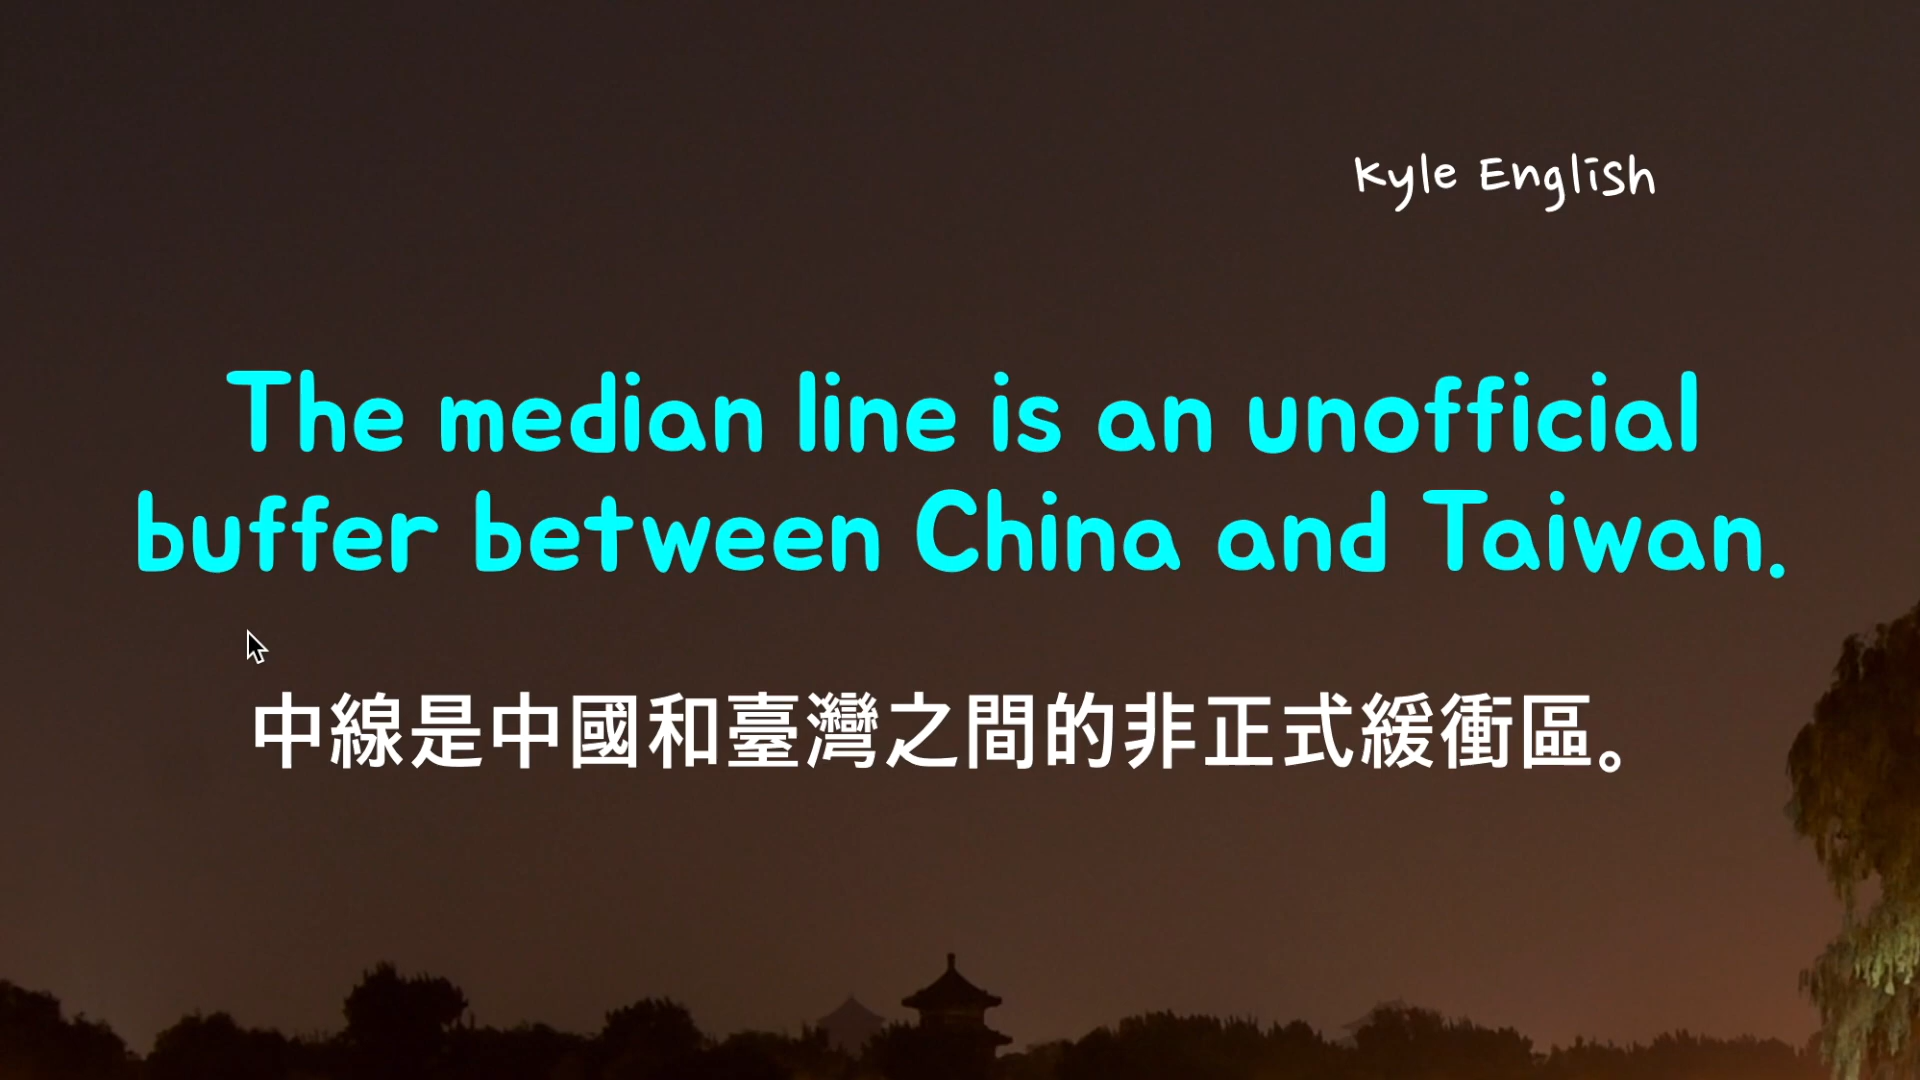 Kyle English
The median line is an unofficial
buffer between China and Taiwan.
中線是中國和臺灣之間的非正式緩衝區。